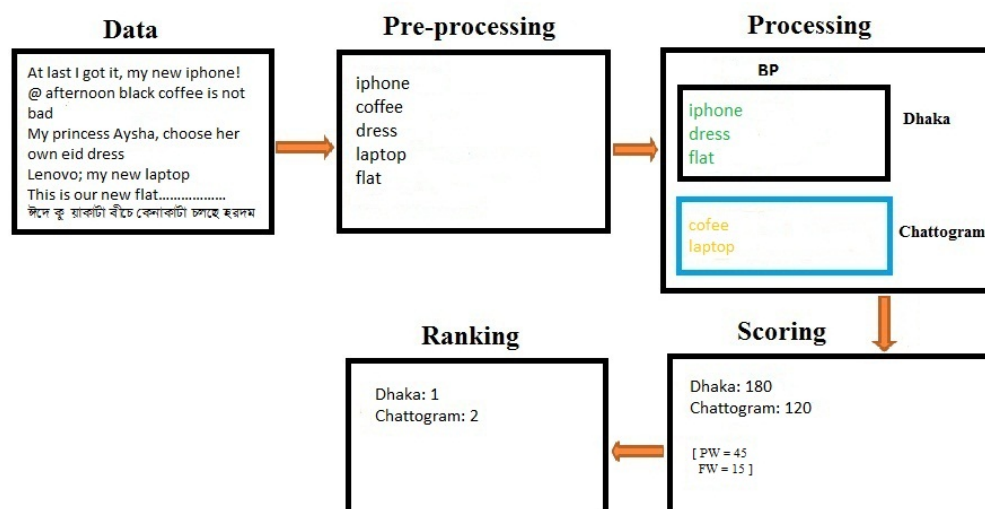 Data
At last I got it, my new iphone!
@ afternoon black coffee is not
bad
My princess Aysha, choose her
own eid dress
Lenovo; my new laptop
This is our new flat.................
ঈদে কু য়াকাটা বীচে কেনাকাটা চলছে হরদম
Pre-processing
iphone
coffee
dress
laptop
flat
Processing
BP
iphone
dress
flat
Dhaka
cofee
laptop
Chattogram
Scoring
Dhaka: 180
Chattogram: 120
[ PW = 45
FW = 15 ]
Ranking
Dhaka: 1
Chattogram: 2